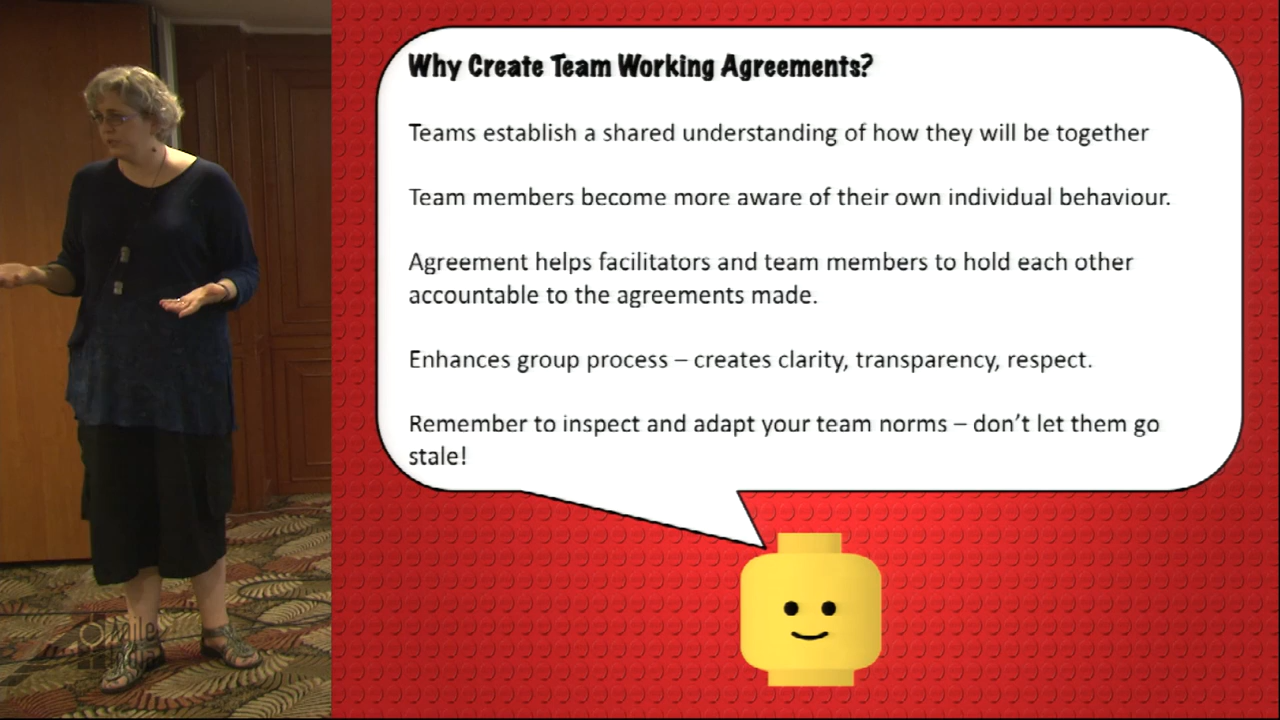 Why Create Team Working Agreements?
Teams establish a shared understanding of how they will be together
Team members become more aware of their own individual behaviour.
Agreement helps facilitators and team members to hold each other
accountable to the agreements made.
Enhances group process – creates clarity, transparency, respect.
Remember to inspect and adapt your team norms – don’t let them go
stale!